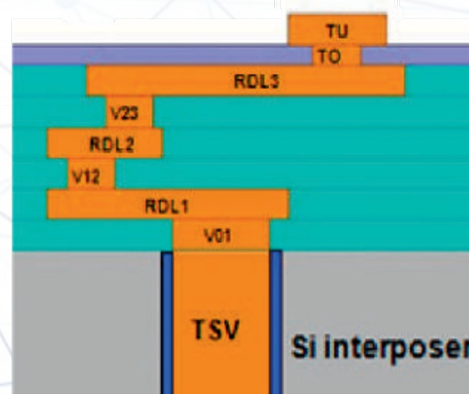 TU
TO
RDL3
V23
RDL2
V12
RDL1
V01
TSV
Si interposer